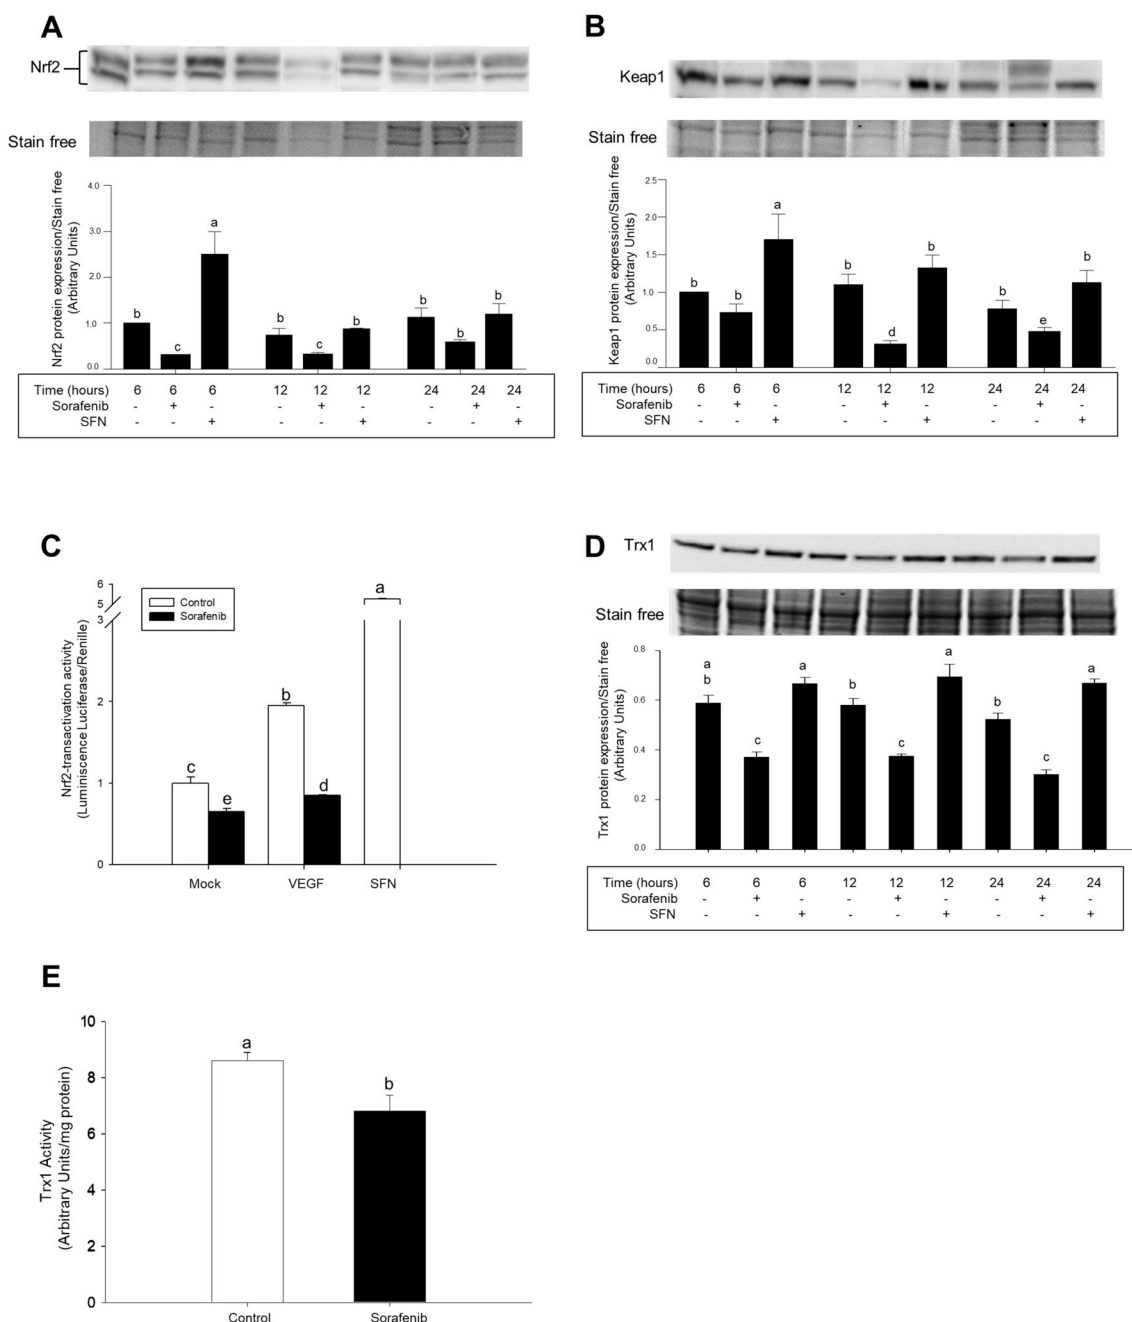 A
Nrf2
Stain free
Nrf2 protein expression/Stain free
(Arbitrary Units)
4.0
3.0
2.0
1.0
0.0
b
c
a
b
c
b
b
b
b
Time (hours) 6 6 6 12 12 12 24 24 24
Sorafenib - + - - + - - + -
SFN - - + - - + - - +
B
Keap1
Stain free
Keap1 protein expression/Stain free
(Arbitrary Units)
2.5
2.0
1.5
1.0
0.5
0.0
b
b
a
b
d
b
b
e
b
Time (hours) 6 6 6 12 12 12 24 24 24
Sorafenib - + - - + - - + -
SFN - - + - - + - - +
C
Nrf2-transactivation activity
(Luminiscence Luciferase/Renille)
6
5
3
2
1
0
Control
Sorafenib
c
e
b
d
a
Mock VEGF SFN
D
Trx1
Stain free
Trx1 protein expression/Stain free
(Arbitrary Units)
0.8
0.6
0.4
0.2
0.0
a
b
c
a
b
c
a
b
c
a
Time (hours) 6 6 6 12 12 12 24 24 24
Sorafenib - + - - + - - + -
SFN - - + - - + - - +
E
Trx1 Activity
(Arbitrary Units/mg protein)
10
8
6
4
2
0
a
b
Control Sorafenib